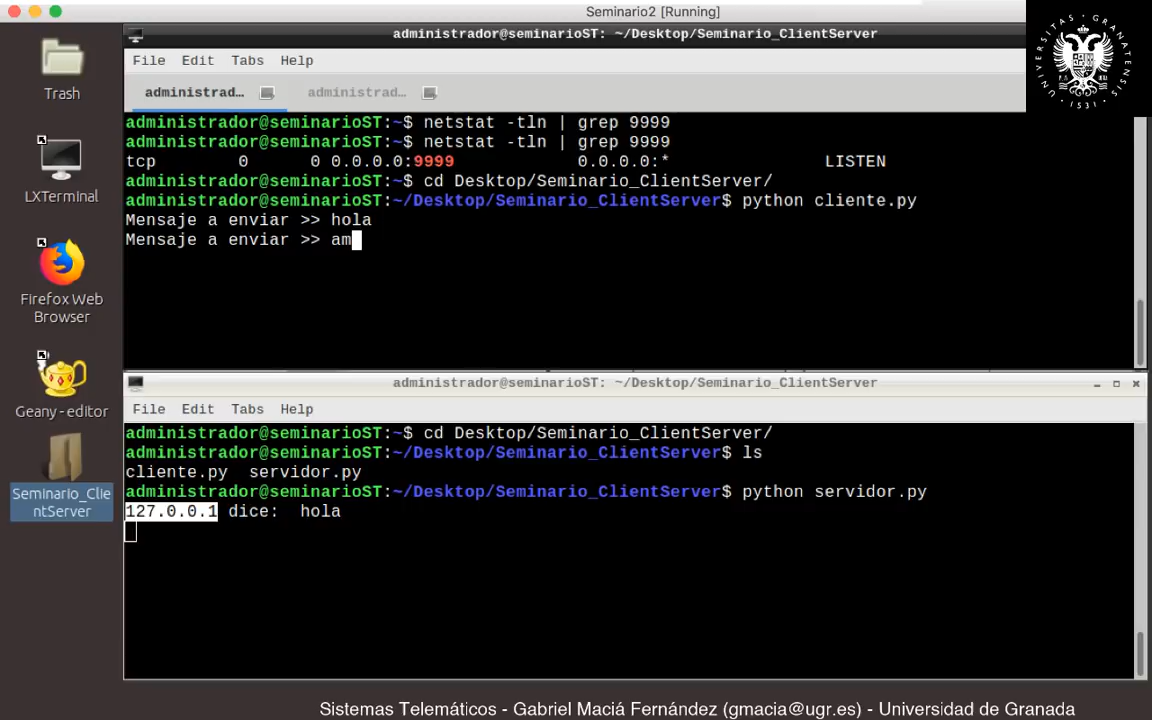 Seminario2 [Running]
administrador@seminarioST: ~/Desktop/Seminario_ClientServer
File Edit Tabs Help
administrad... administrad...
administrador@seminarioST:~$ netstat -tln | grep 9999
administrador@seminarioST:~$ netstat -tln | grep 9999
tcp 0 0 0.0.0.0:9999 0.0.0.0:* LISTEN
administrador@seminarioST:~$ cd Desktop/Seminario_ClientServer/
administrador@seminarioST:~/Desktop/Seminario_ClientServer$ python cliente.py
Mensaje a enviar >> hola
Mensaje a enviar >> am
administrador@seminarioST: ~/Desktop/Seminario_ClientServer
File Edit Tabs Help
administrador@seminarioST:~$ cd Desktop/Seminario_ClientServer/
administrador@seminarioST:~/Desktop/Seminario_ClientServer$ ls
cliente.py servidor.py
administrador@seminarioST:~/Desktop/Seminario_ClientServer$ python servidor.py
127.0.0.1 dice: hola
Trash
LXTerminal
Firefox Web
Browser
Geany - editor
Seminario_Clie
ntServer
UNIVERSITAS GRANATENSIS 1531
Sistemas Telemáticos - Gabriel Maciá Fernández (gmacia@ugr.es) - Universidad de Granada